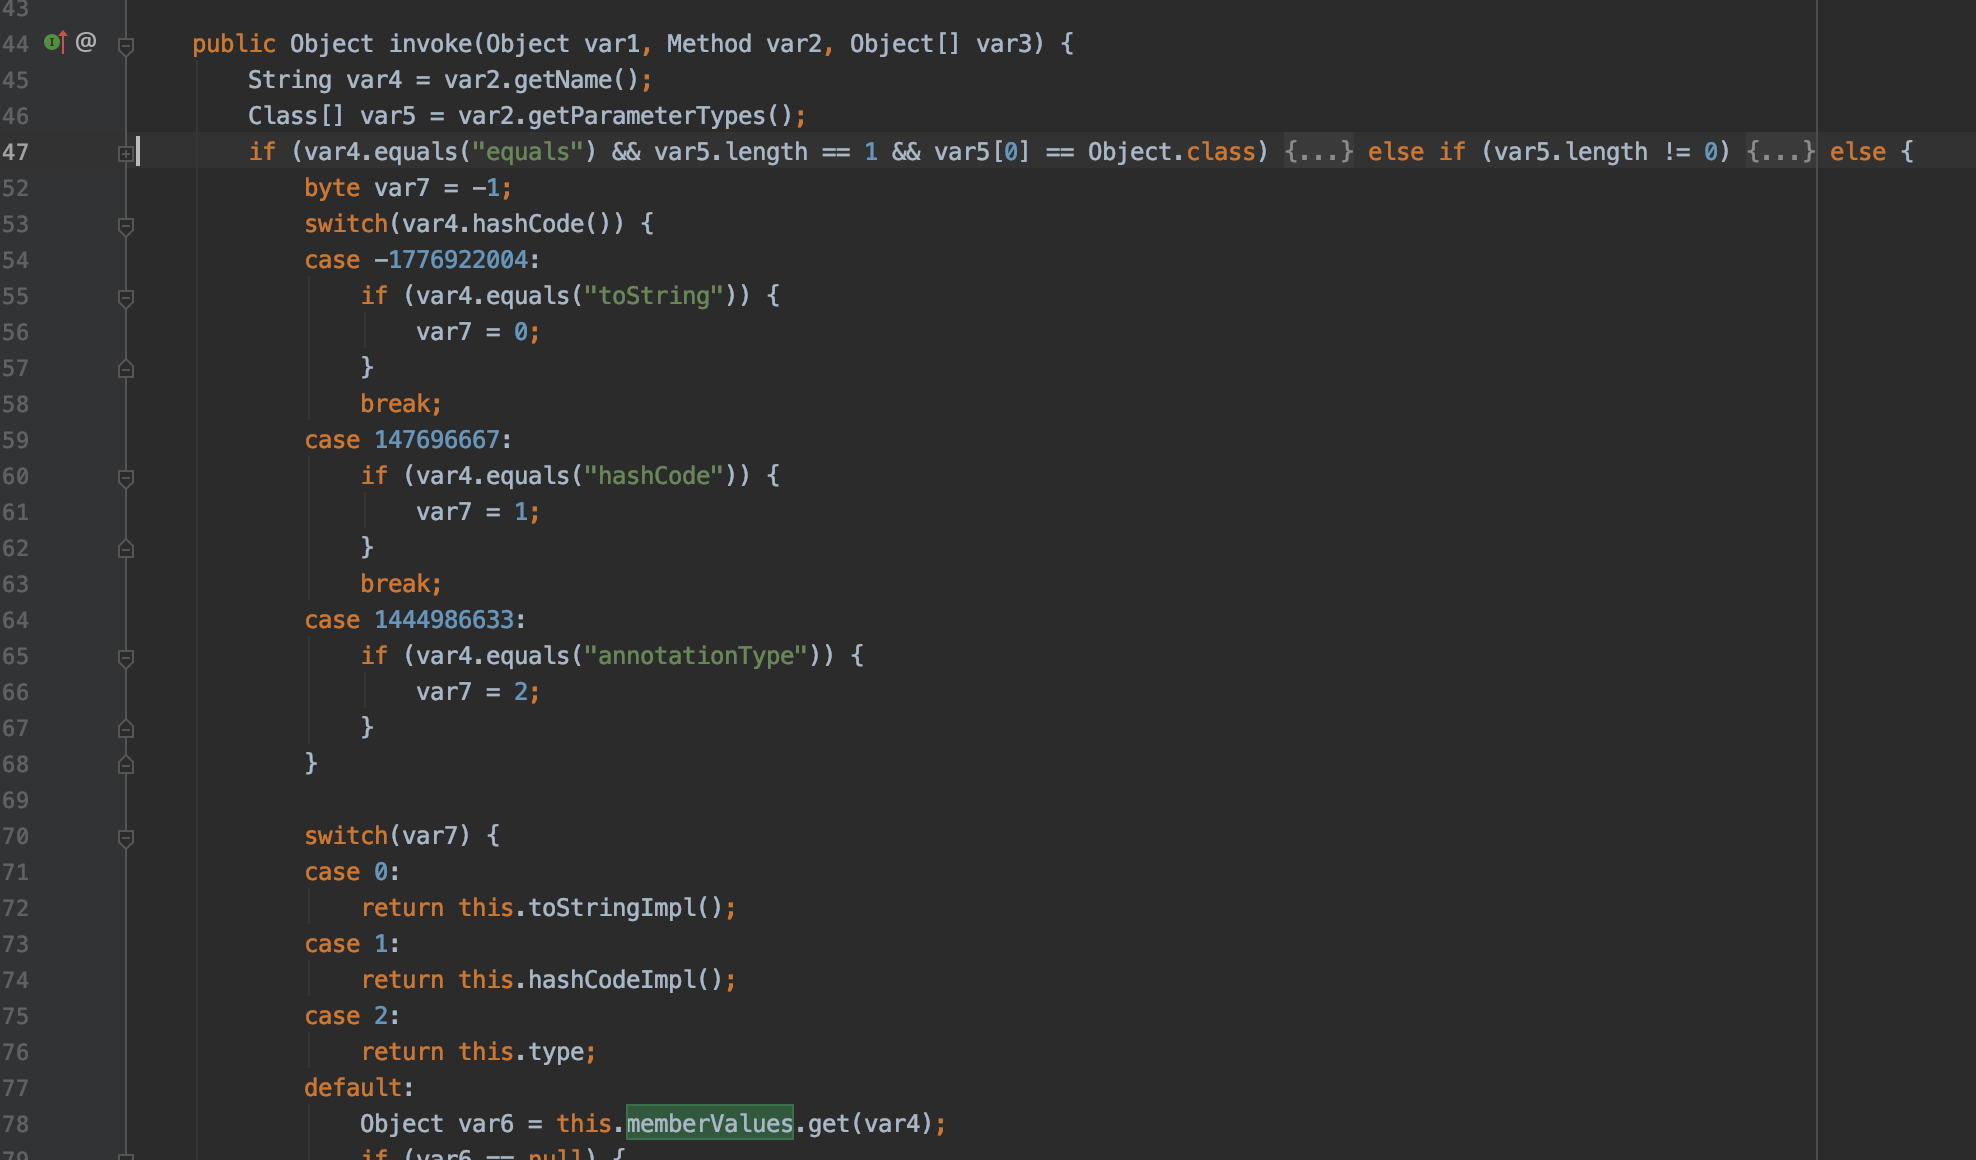 43
44 @ public Object invoke(Object var1, Method var2, Object[] var3) {
45 String var4 = var2.getName();
46 Class[] var5 = var2.getParameterTypes();
47 if (var4.equals("equals") && var5.length == 1 && var5[0] == Object.class) {...} else if (var5.length != 0) {...} else {
52 byte var7 = -1;
53 switch(var4.hashCode()) {
54 case -1776922004:
55 if (var4.equals("toString")) {
56 var7 = 0;
57 }
58 break;
59 case 147696667:
60 if (var4.equals("hashCode")) {
61 var7 = 1;
62 }
63 break;
64 case 1444986633:
65 if (var4.equals("annotationType")) {
66 var7 = 2;
67 }
68 }
69
70 switch(var7) {
71 case 0:
72 return this.toStringImpl();
73 case 1:
74 return this.hashCodeImpl();
75 case 2:
76 return this.type;
77 default:
78 Object var6 = this.memberValues.get(var4);
79 if (var6 == null) {